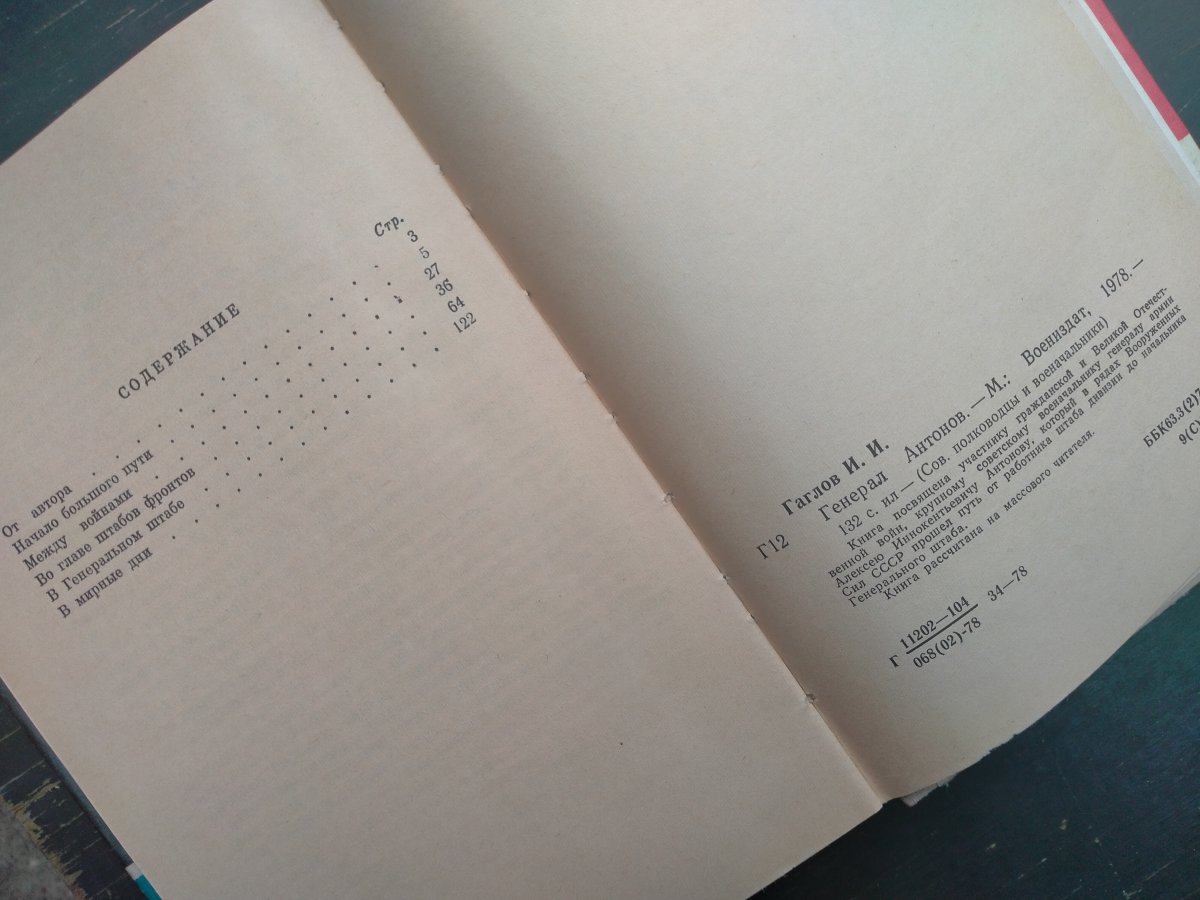 СОДЕРЖАНИЕ
Стр.
От автора . . . . . . . . . . 3
Начало большого пути . . . . . . . . 5
Между войнами . . . . . . . . . 27
Во главе штабов фронтов . . . . . . . 36
В Генеральном штабе . . . . . . . . 64
В мирные дни . . . . . . . . . 122
Гаглов И. И.
Г12 Генерал Антонов. — М.: Воениздат, 1978. —
132 с. ил — (Сов. полководцы и военачальники)
Книга посвящена участнику гражданской и Великой Отечест-
венной войн, крупному советскому военачальнику генералу армии
Алексею Иннокентьевичу Антонову, который в рядах Вооруженных
Сил СССР прошел путь от работника штаба дивизии до начальника
Генерального штаба.
Книга рассчитана на массового читателя.
Г 11202—104 34—78
068(02)-78
ББК63.3(2)7
9(С)